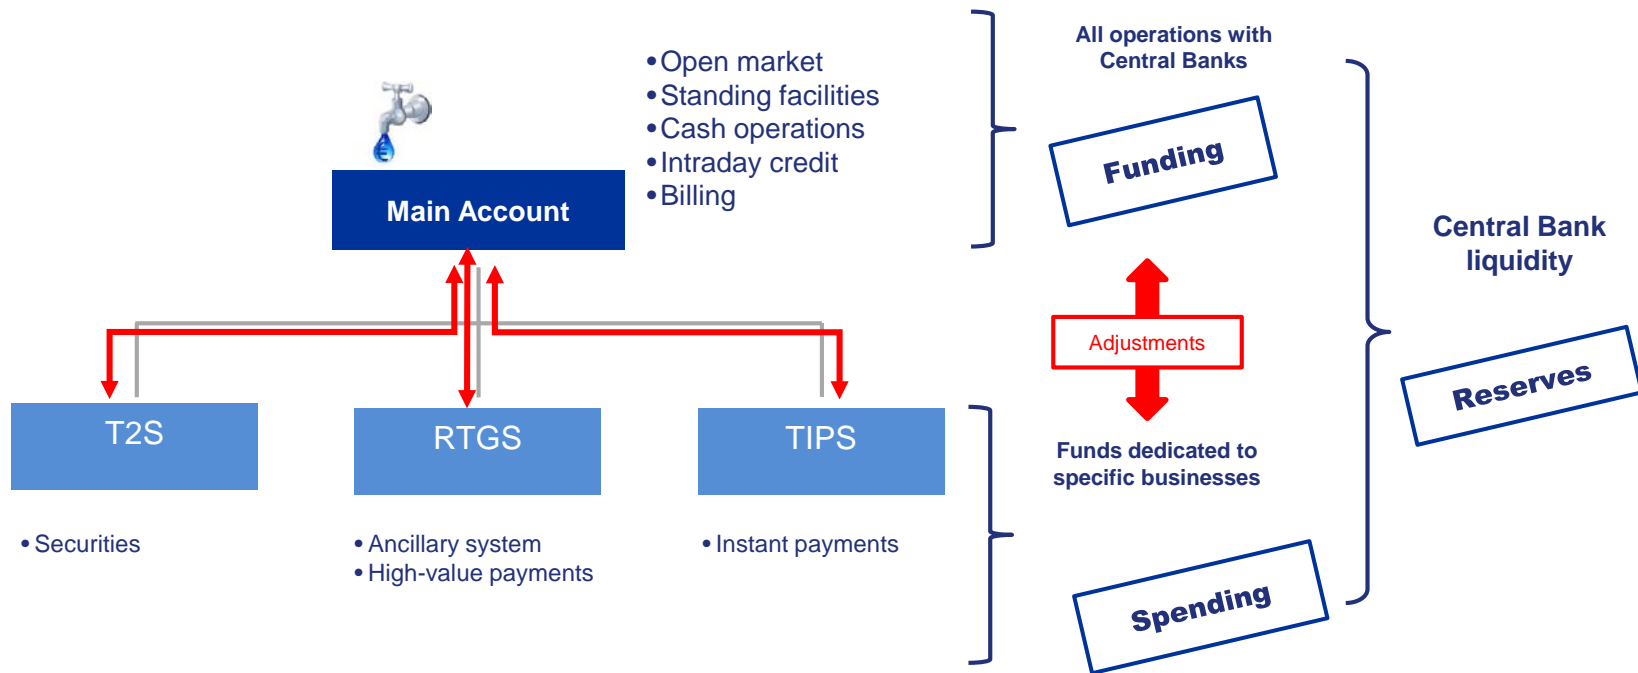 • Open market
• Standing facilities
• Cash operations
• Intraday credit
• Billing
All operations with
Central Banks
Funding
Main Account
Central Bank
liquidity
Adjustments
Reserves
T2S
RTGS
TIPS
Funds dedicated to
specific businesses
• Securities
• Ancillary system
• High-value payments
• Instant payments
Spending
€